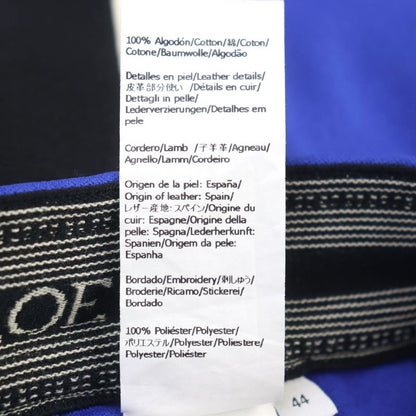 100% Algodón/Cotton/綿/Coton/
Cotone/Baumwolle/Algodão
Detalles en piel/Leather details/
皮革部分使い /Détails en cuir/
Dettagli in pelle/
Lederverzierungen/Detalhes em
pele
Cordero/Lamb /子羊革/Agneau/
Agnello/Lamm/Cordeiro
Origen de la piel: España/
Origin of leather: Spain/
レザー産地: スペイン/Origine du
cuir: Espagne/Origine della
pelle: Spagna/Lederherkunft:
Spanien/Origem da pele:
Espanha
Bordado/Embroidery/刺しゅう/
Broderie/Ricamo/Stickerei/
Bordado
100% Poliéster/Polyester/
ポリエステル/Polyester/Poliestere/
Polyester/Poliéster
OE
44